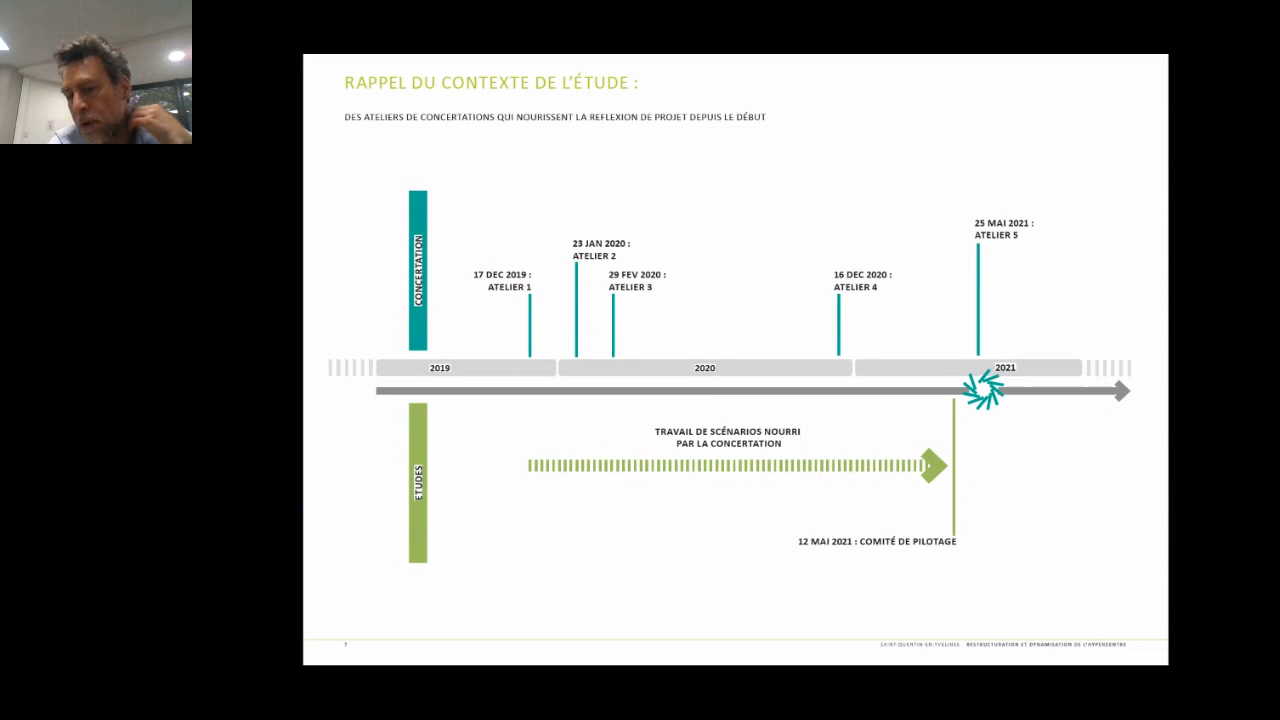 RAPPEL DU CONTEXTE DE L'ÉTUDE :
DES ATELIERS DE CONCERTATIONS QUI NOURISSENT LA REFLEXION DE PROJET DEPUIS LE DÉBUT
CONCERTATION
25 MAI 2021 :
ATELIER 5
23 JAN 2020 :
ATELIER 2
17 DEC 2019 :
ATELIER 1
29 FEV 2020 :
ATELIER 3
16 DEC 2020 :
ATELIER 4
2019
2020
2021
ETUDES
TRAVAIL DE SCÉNARIOS NOURRI
PAR LA CONCERTATION
12 MAI 2021 : COMITÉ DE PILOTAGE
7
SAINT-QUENTIN-EN-YVELINES . RESTRUCTURATION ET DYNAMISATION DE L'HYPERCENTRE